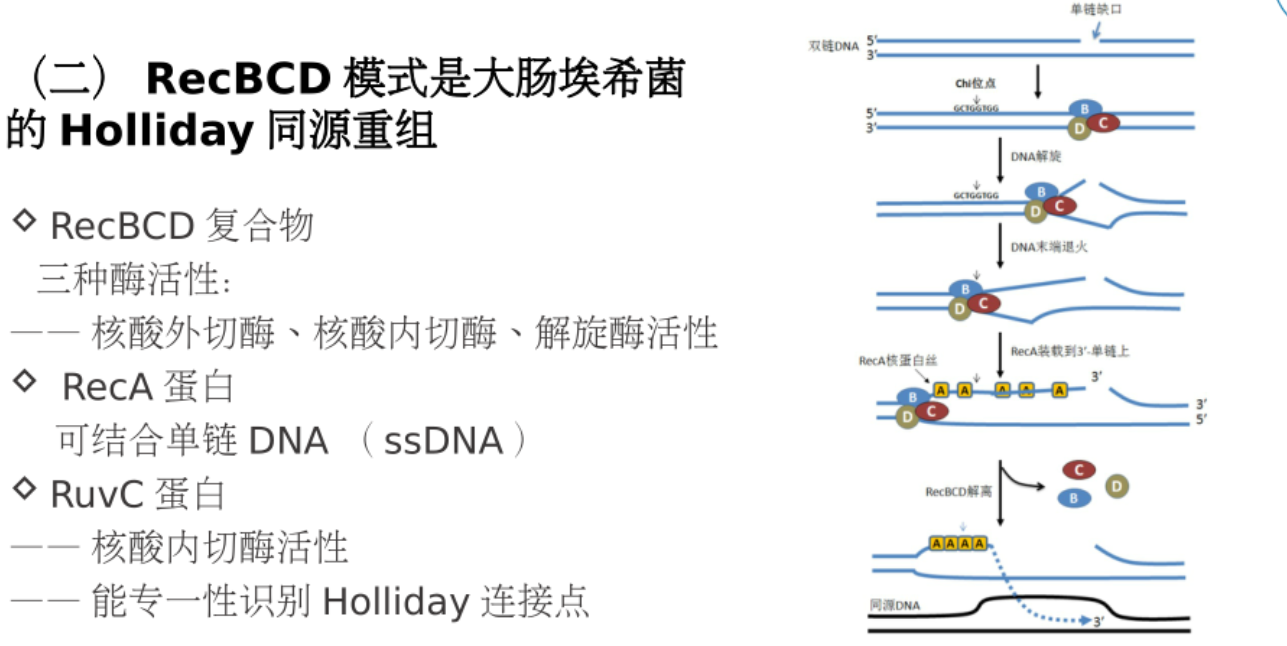 （二） RecBCD 模式是大肠埃希菌
的 Holliday 同源重组
RecBCD 复合物
三种酶活性:
—— 核酸外切酶、核酸内切酶、解旋酶活性
RecA 蛋白
可结合单链 DNA （ ssDNA ）
RuvC 蛋白
—— 核酸内切酶活性
—— 能专一性识别 Holliday 连接点
单链缺口
双链DNA 5’
3’
Chi位点
GCTGGTGG
5’
3’
B
D C
DNA解旋
GCTGGTGG
B
D C
DNA末端退火
B
D C
RecA装载到3’-单链上
RecA核蛋白丝
3’
A A A A A
B
D C
3’
5’
RecBCD解离
C
D
B
A A A A
同源DNA
3’